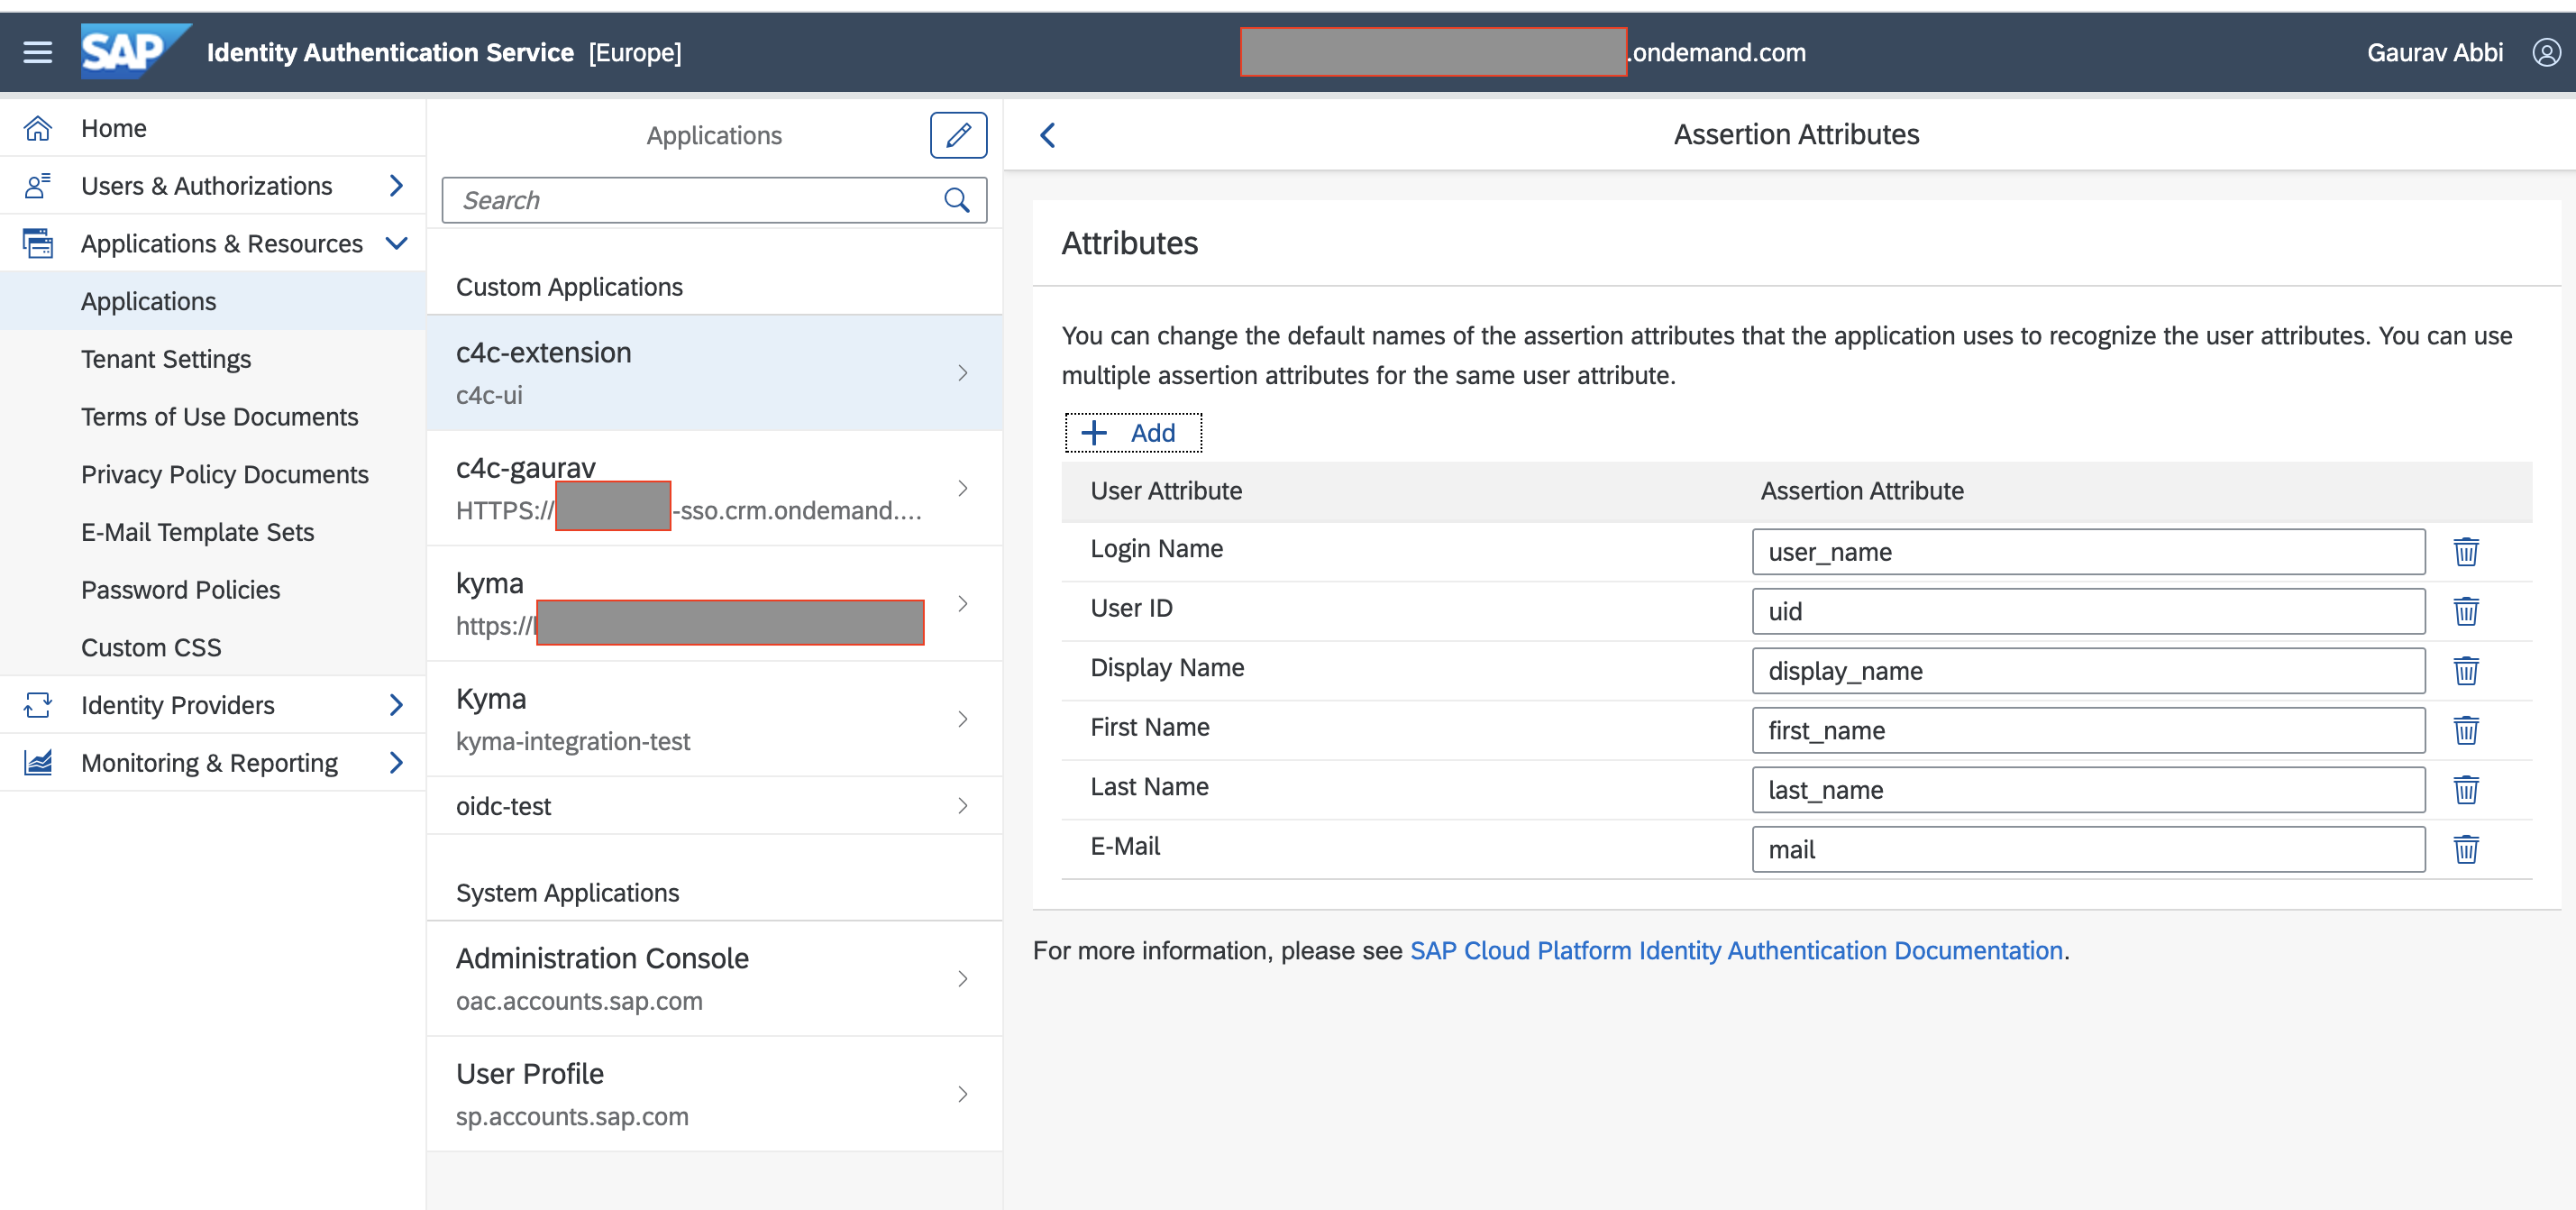 SAP Identity Authentication Service [Europe]
.ondemand.com
Gaurav Abbi
Home
Users & Authorizations
Applications & Resources
Applications
Tenant Settings
Terms of Use Documents
Privacy Policy Documents
E-Mail Template Sets
Password Policies
Custom CSS
Identity Providers
Monitoring & Reporting
Applications
Search
Custom Applications
c4c-extension
c4c-ui
c4c-gaurav
HTTPS:// -sso.crm.ondemand....
kyma
https://
Kyma
kyma-integration-test
oidc-test
System Applications
Administration Console
oac.accounts.sap.com
User Profile
sp.accounts.sap.com
Assertion Attributes
Attributes
You can change the default names of the assertion attributes that the application uses to recognize the user attributes. You can use
multiple assertion attributes for the same user attribute.
Add
User Attribute Assertion Attribute
Login Name user_name
User ID uid
Display Name display_name
First Name first_name
Last Name last_name
E-Mail mail
For more information, please see SAP Cloud Platform Identity Authentication Documentation.